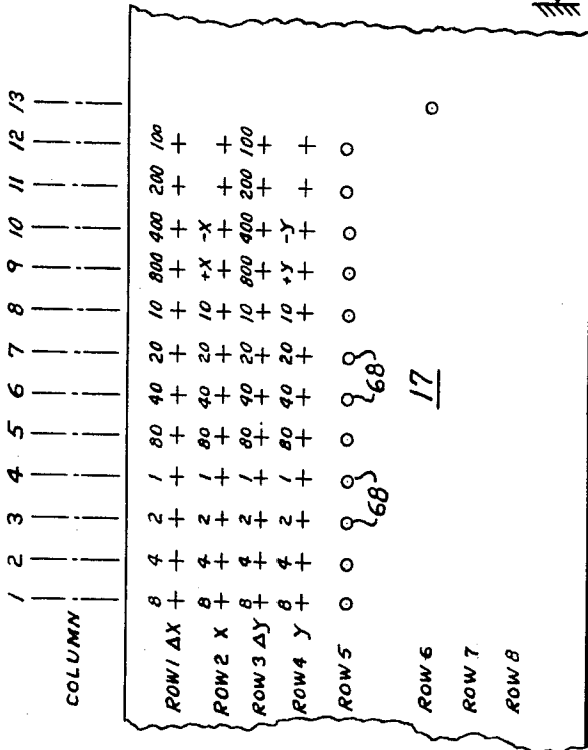 1 2 3 4 5 6 7 8 9 10 11 12 13
COLUMN
ROW 1 ΔX 8 4 2 1 80 40 20 10 800 400 200 100
ROW 2 X 8 4 2 1 80 40 20 10 +X -X
ROW 3 ΔY 8 4 2 1 80 40 20 10 800 400 200 100
ROW 4 Y 8 4 2 1 80 40 20 10 +Y -Y
ROW 5
68 68
ROW 6 17
ROW 7
ROW 8